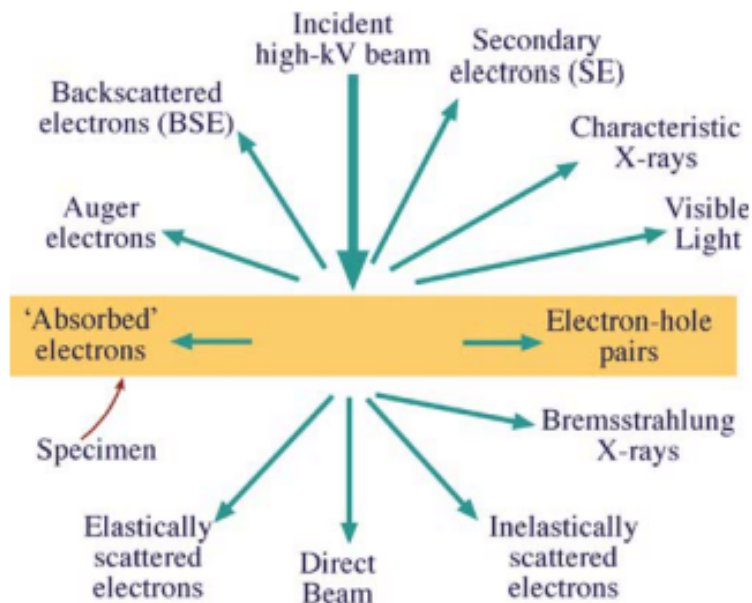 Incident
high-kV beam
Secondary
electrons (SE)
Backscattered
electrons (BSE)
Characteristic
X-rays
Auger
electrons
Visible
Light
‘Absorbed’
electrons
Electron-hole
pairs
Specimen
Bremsstrahlung
X-rays
Elastically
scattered
electrons
Direct
Beam
Inelastically
scattered
electrons